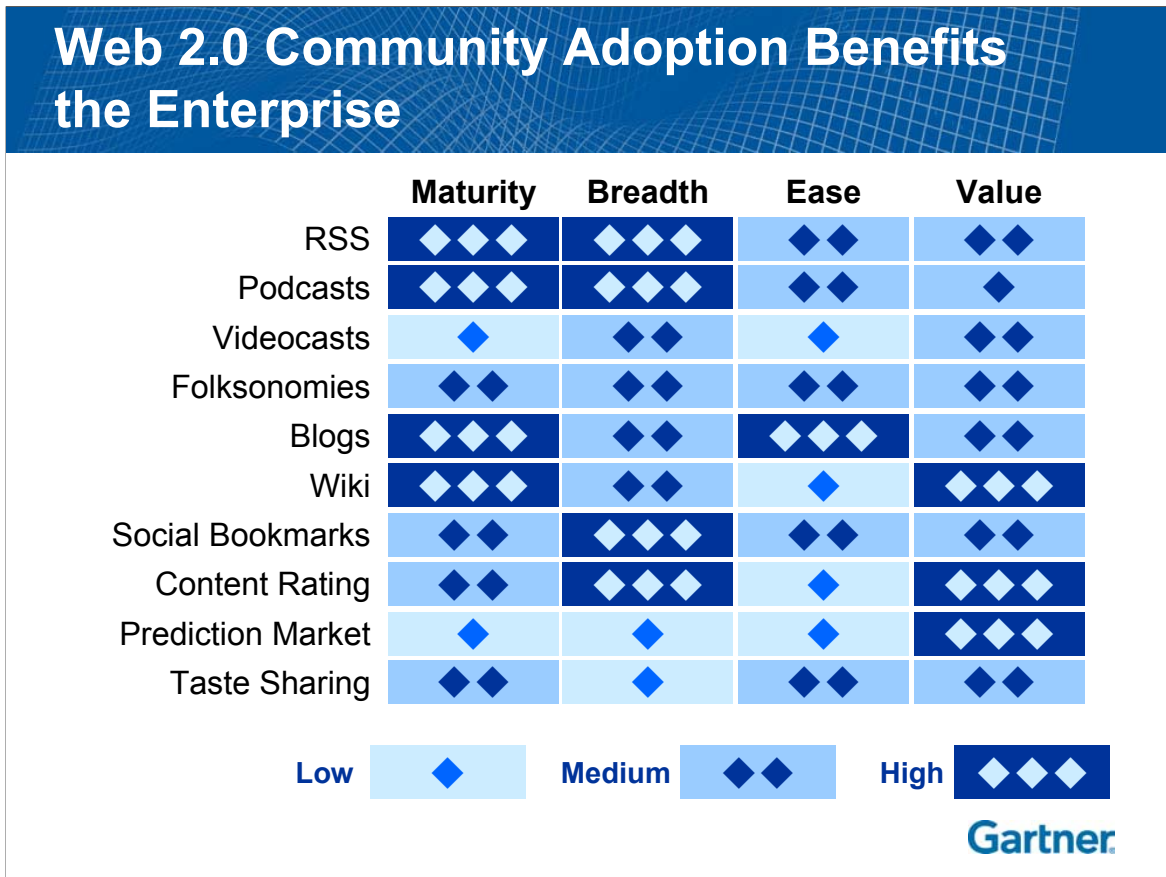 Web 2.0 Community Adoption Benefits
the Enterprise
Maturity Breadth Ease Value
RSS
Podcasts
Videocasts
Folksonomies
Blogs
Wiki
Social Bookmarks
Content Rating
Prediction Market
Taste Sharing
Low Medium High
Gartner